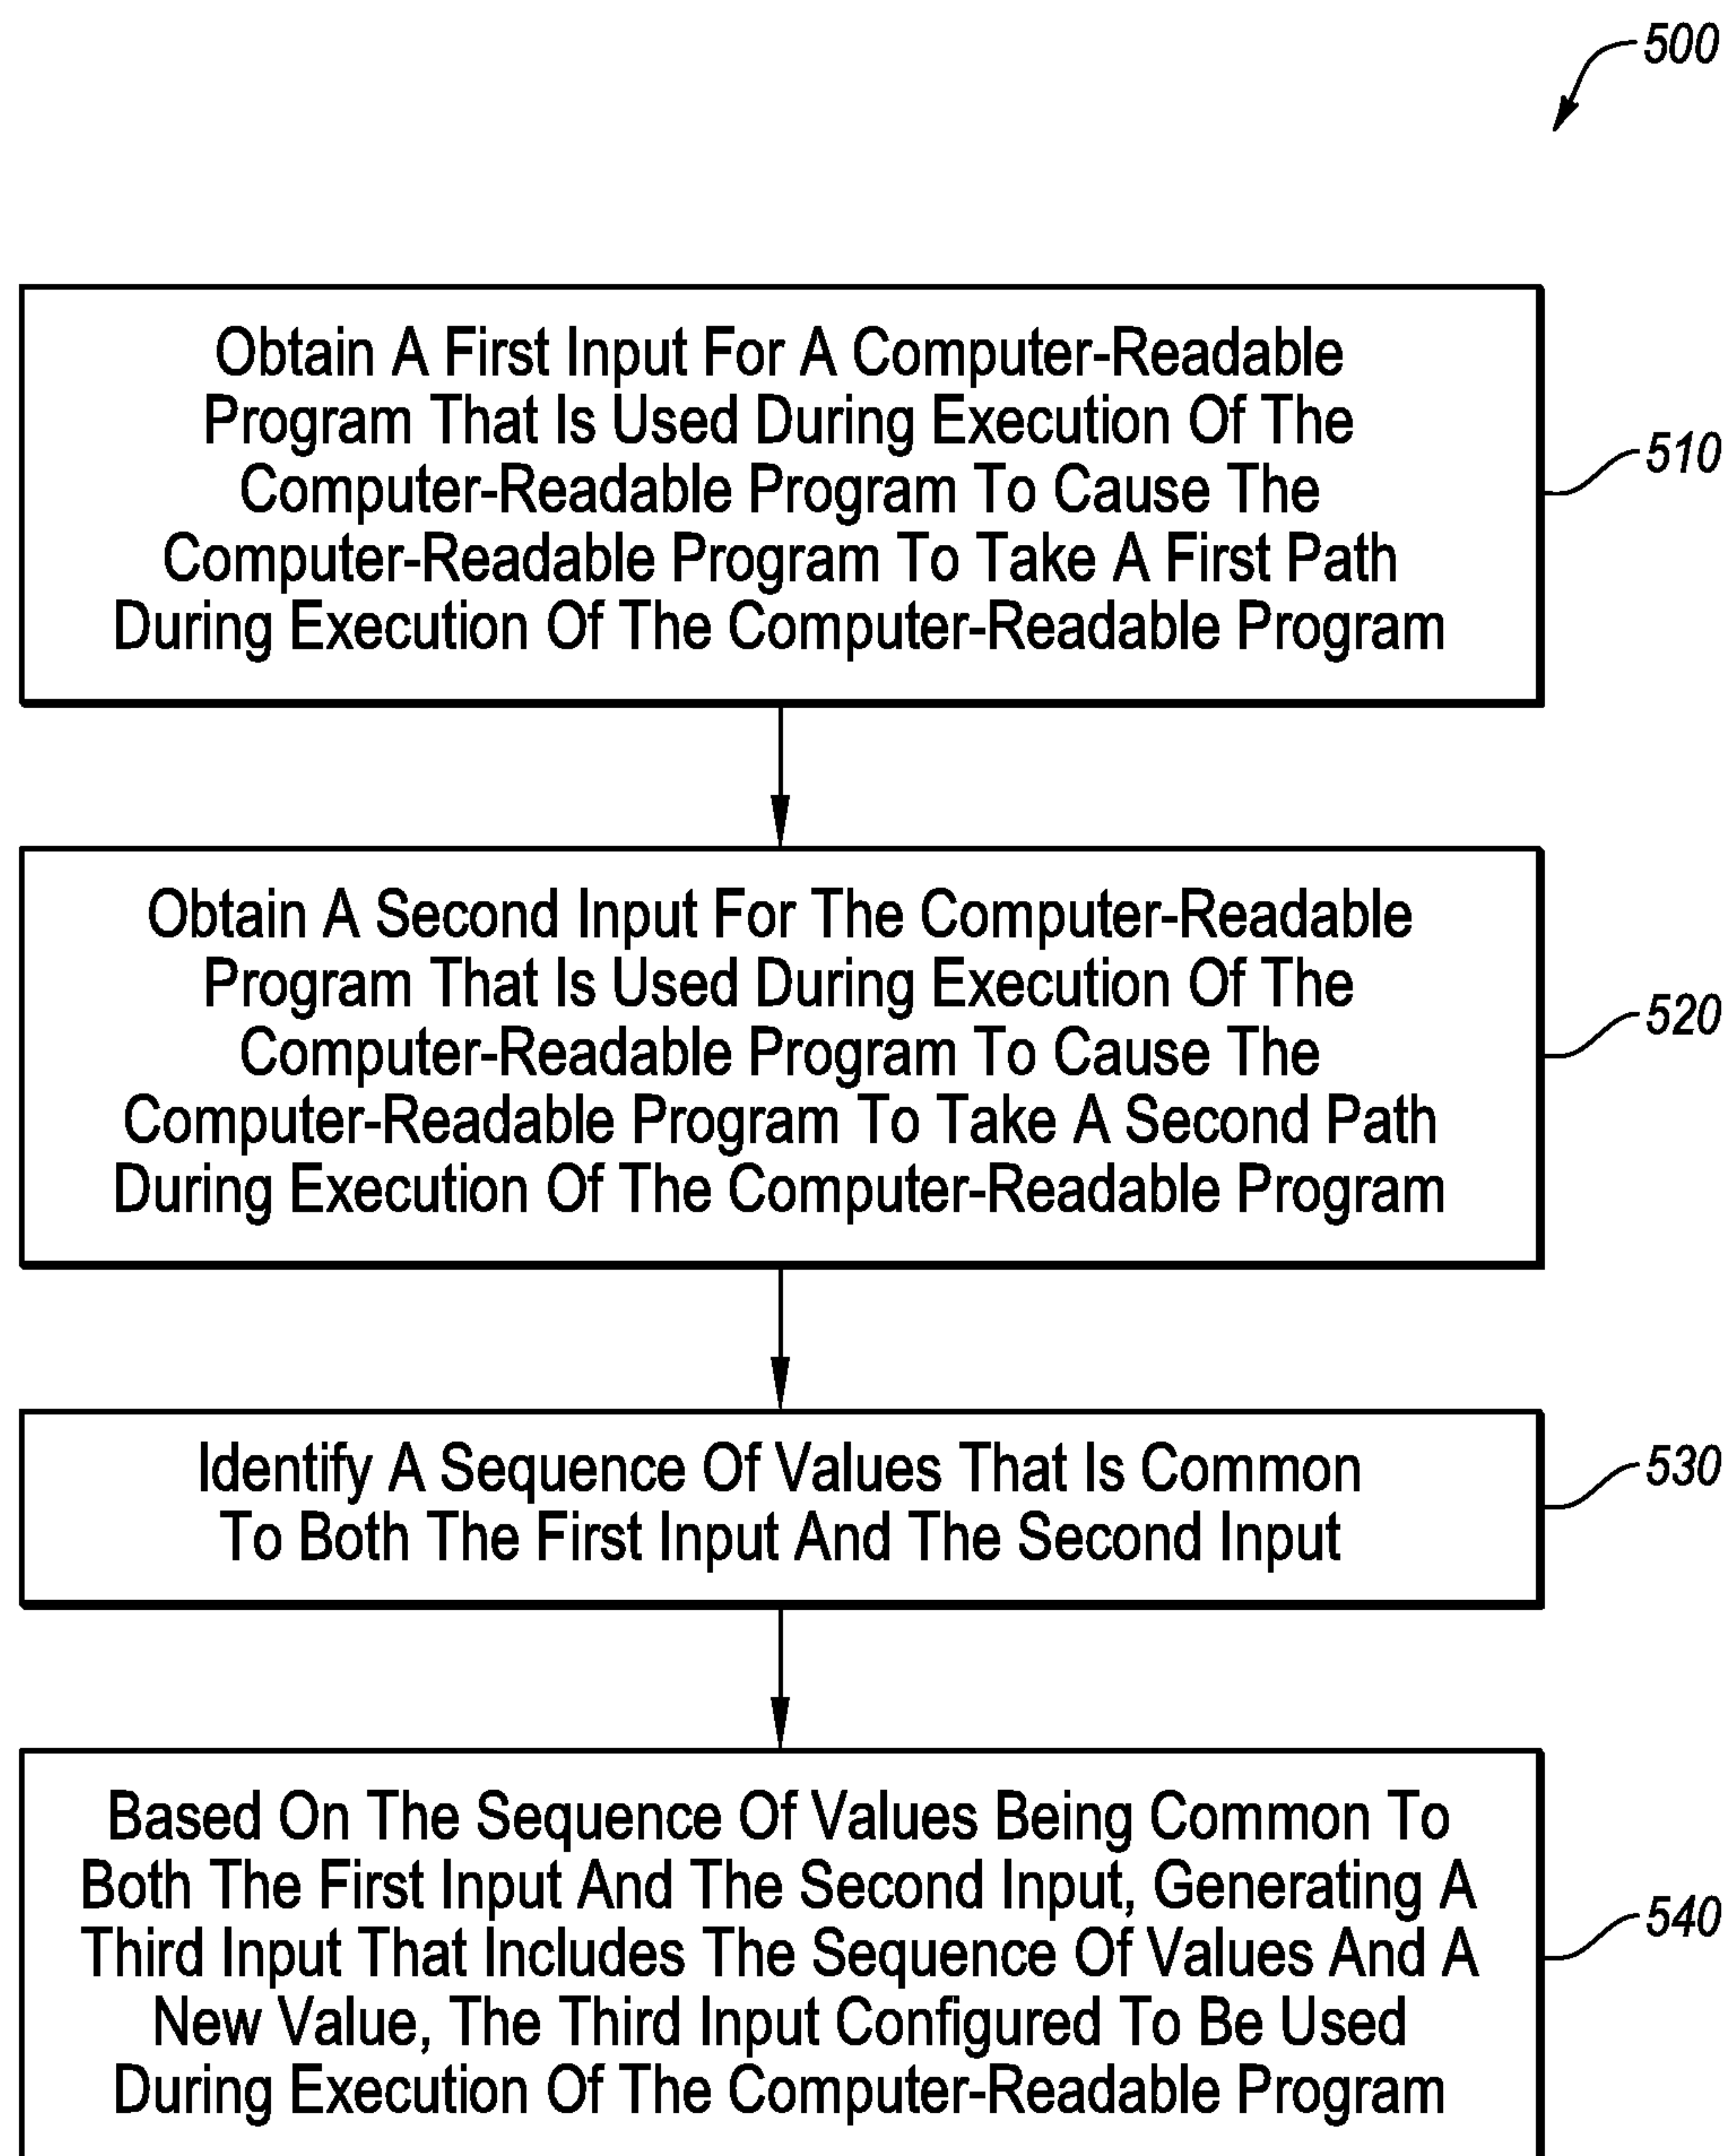 500
Obtain A First Input For A Computer-Readable
Program That Is Used During Execution Of The
Computer-Readable Program To Cause The
Computer-Readable Program To Take A First Path
During Execution Of The Computer-Readable Program
510
Obtain A Second Input For The Computer-Readable
Program That Is Used During Execution Of The
Computer-Readable Program To Cause The
Computer-Readable Program To Take A Second Path
During Execution Of The Computer-Readable Program
520
Identify A Sequence Of Values That Is Common
To Both The First Input And The Second Input
530
Based On The Sequence Of Values Being Common To
Both The First Input And The Second Input, Generating A
Third Input That Includes The Sequence Of Values And A
New Value, The Third Input Configured To Be Used
During Execution Of The Computer-Readable Program
540